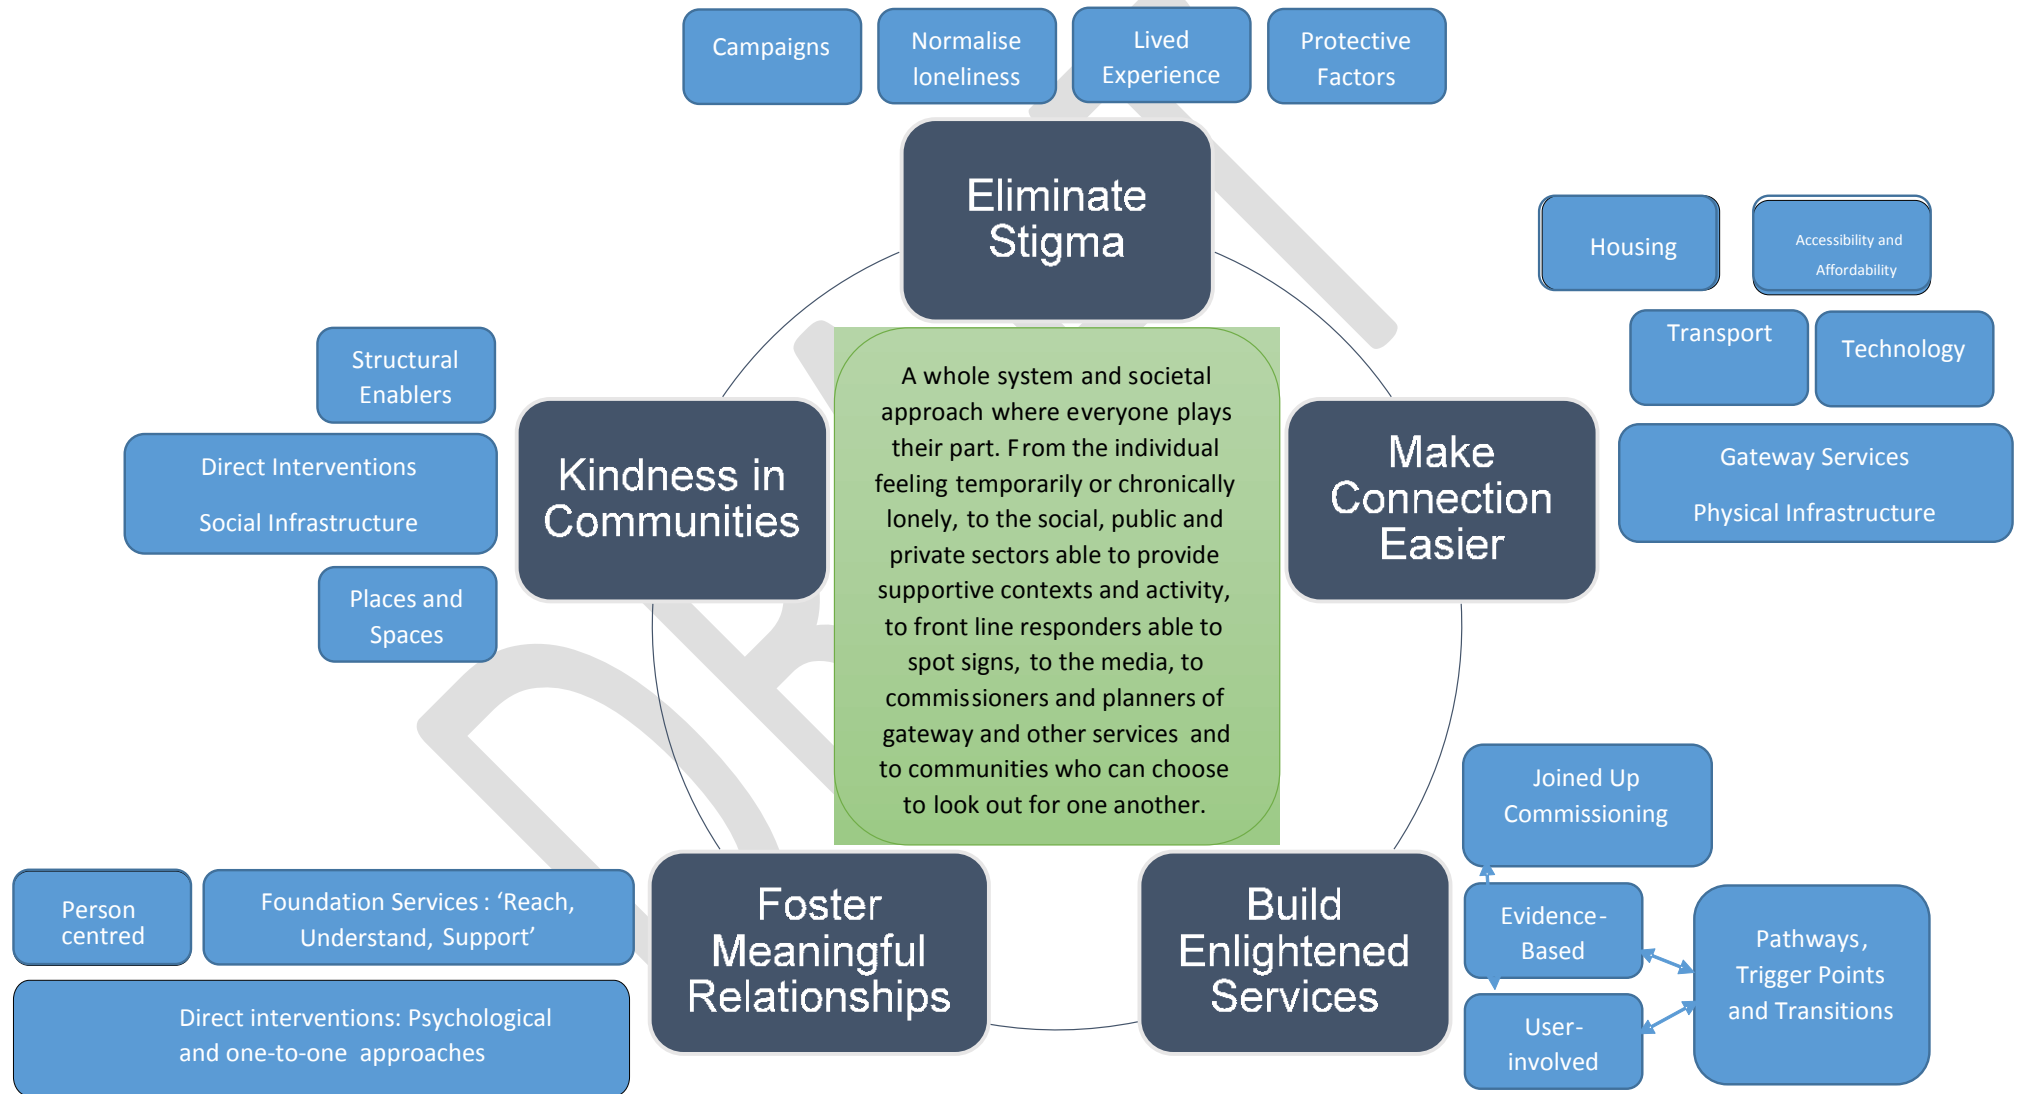 Campaigns
Normalise
loneliness
Lived
Experience
Protective
Factors
Eliminate
Stigma
Housing
Accessibility and
Affordability
Transport
Technology
Gateway Services
Physical Infrastructure
Make
Connection
Easier
Structural
Enablers
Direct Interventions
Social Infrastructure
Places and
Spaces
Kindness in
Communities
A whole system and societal
approach where everyone plays
their part. From the individual
feeling temporarily or chronically
lonely, to the social, public and
private sectors able to provide
supportive contexts and activity,
to front line responders able to
spot signs, to the media, to
commissioners and planners of
gateway and other services and
to communities who can choose
to look out for one another.
Person
centred
Foundation Services : ‘Reach,
Understand, Support’
Direct interventions: Psychological
and one-to-one approaches
Foster
Meaningful
Relationships
Build
Enlightened
Services
Joined Up
Commissioning
Evidence-
Based
User-
involved
Pathways,
Trigger Points
and Transitions
DRAFT